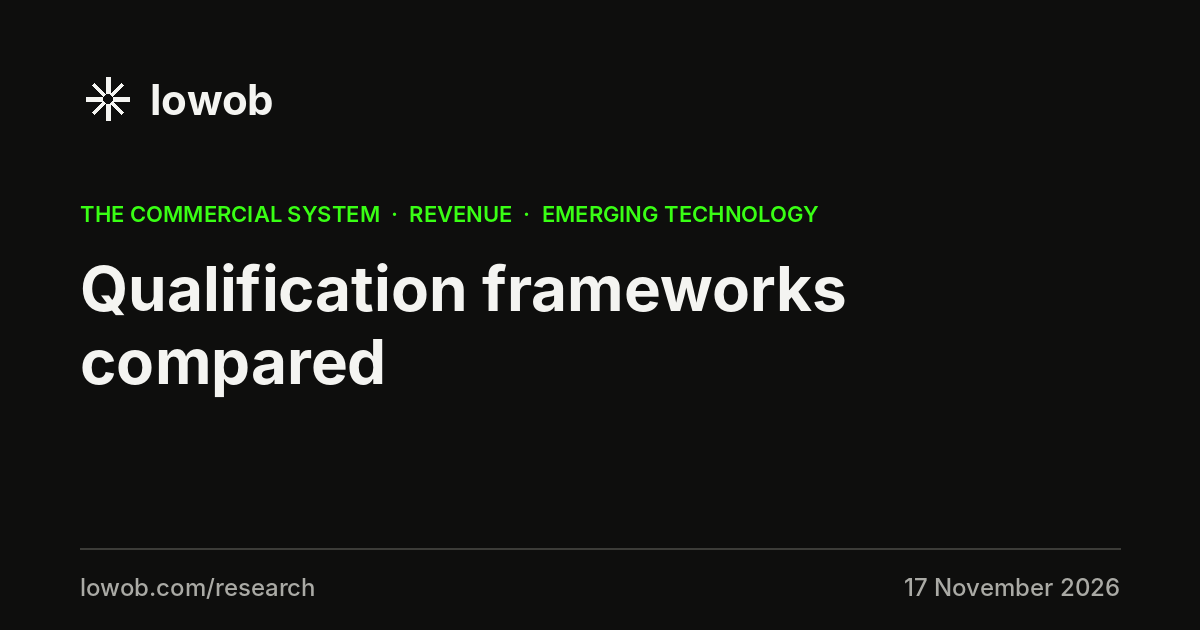 lowob
THE COMMERCIAL SYSTEM · REVENUE · EMERGING TECHNOLOGY
Qualification frameworks
compared
lowob.com/research
17 November 2026